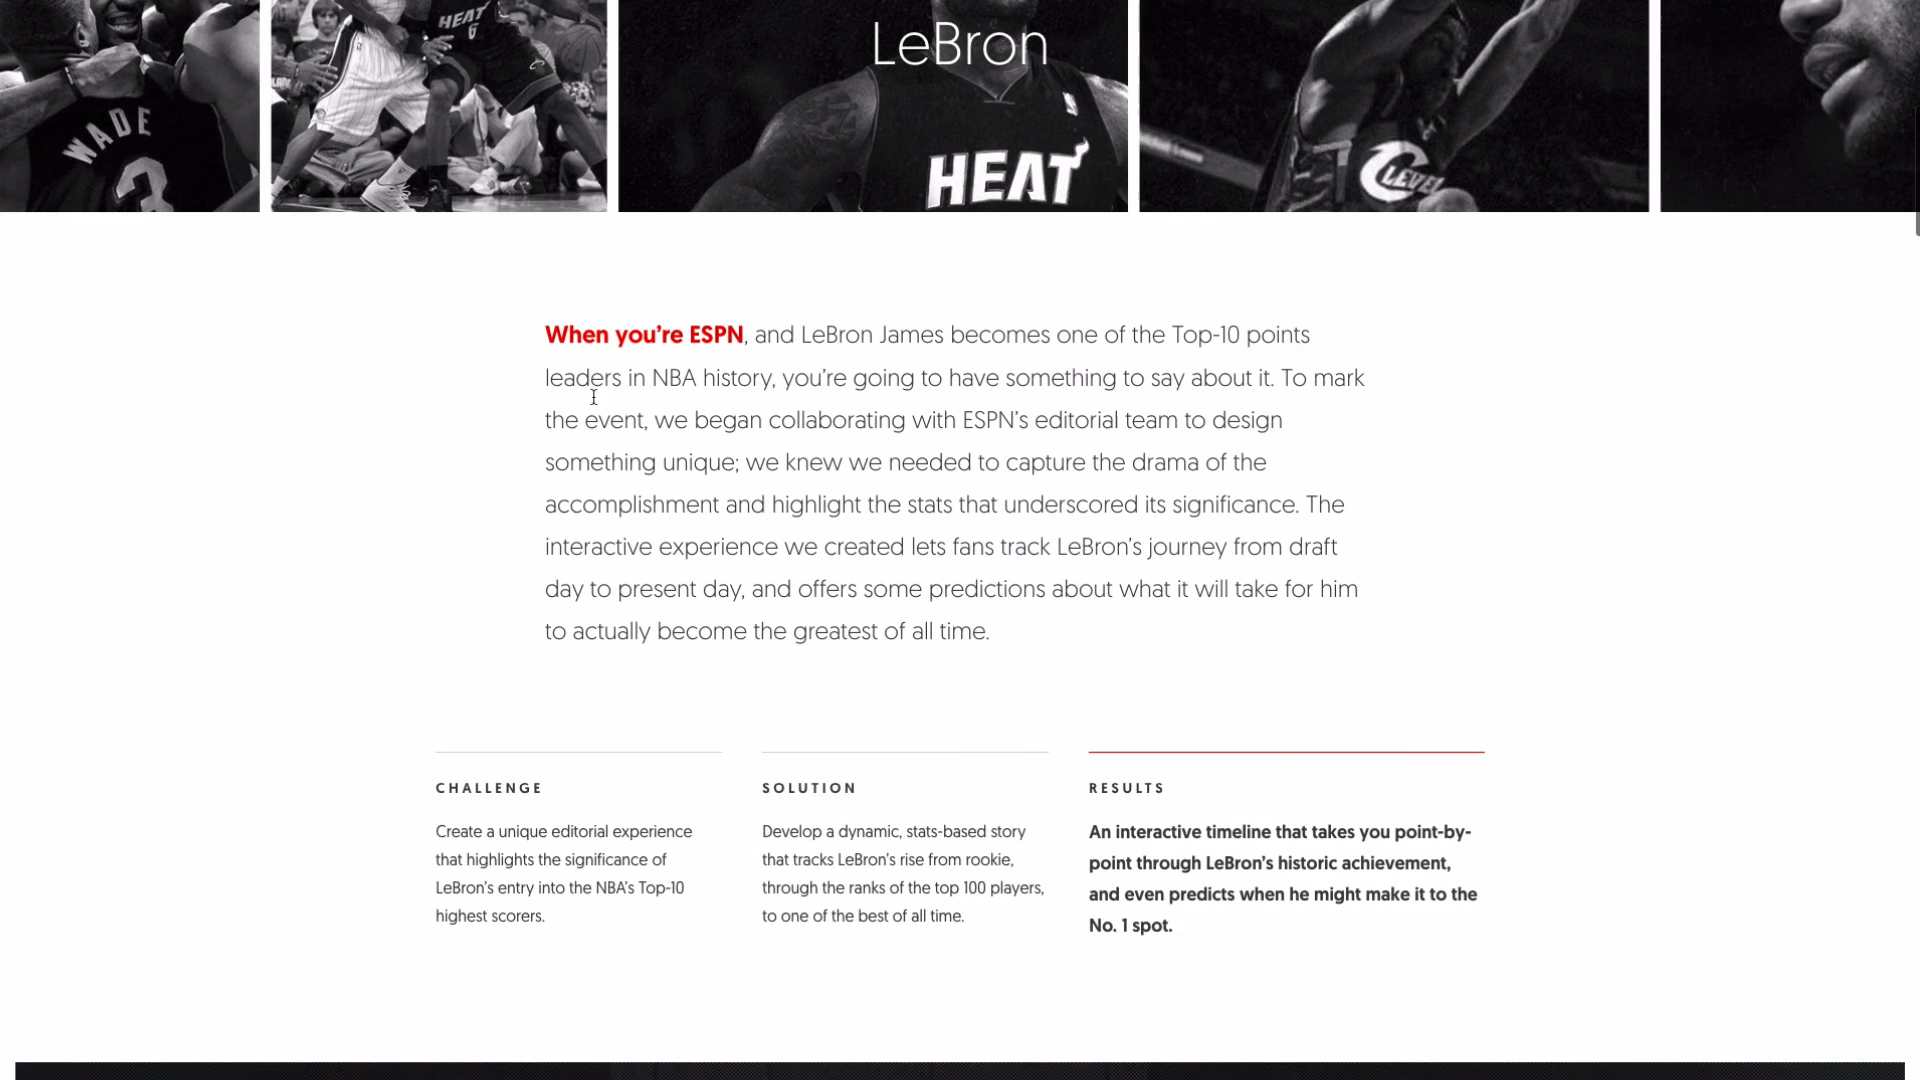 LeBron
HEAT
6
WADE
3
HEAT
CLEVEL
When you’re ESPN, and LeBron James becomes one of the Top-10 points
leaders in NBA history, you’re going to have something to say about it. To mark
the event, we began collaborating with ESPN’s editorial team to design
something unique; we knew we needed to capture the drama of the
accomplishment and highlight the stats that underscored its significance. The
interactive experience we created lets fans track LeBron’s journey from draft
day to present day, and offers some predictions about what it will take for him
to actually become the greatest of all time.
CHALLENGE
Create a unique editorial experience
that highlights the significance of
LeBron’s entry into the NBA’s Top-10
highest scorers.
SOLUTION
Develop a dynamic, stats-based story
that tracks LeBron’s rise from rookie,
through the ranks of the top 100 players,
to one of the best of all time.
RESULTS
An interactive timeline that takes you point-by-
point through LeBron’s historic achievement,
and even predicts when he might make it to the
No. 1 spot.